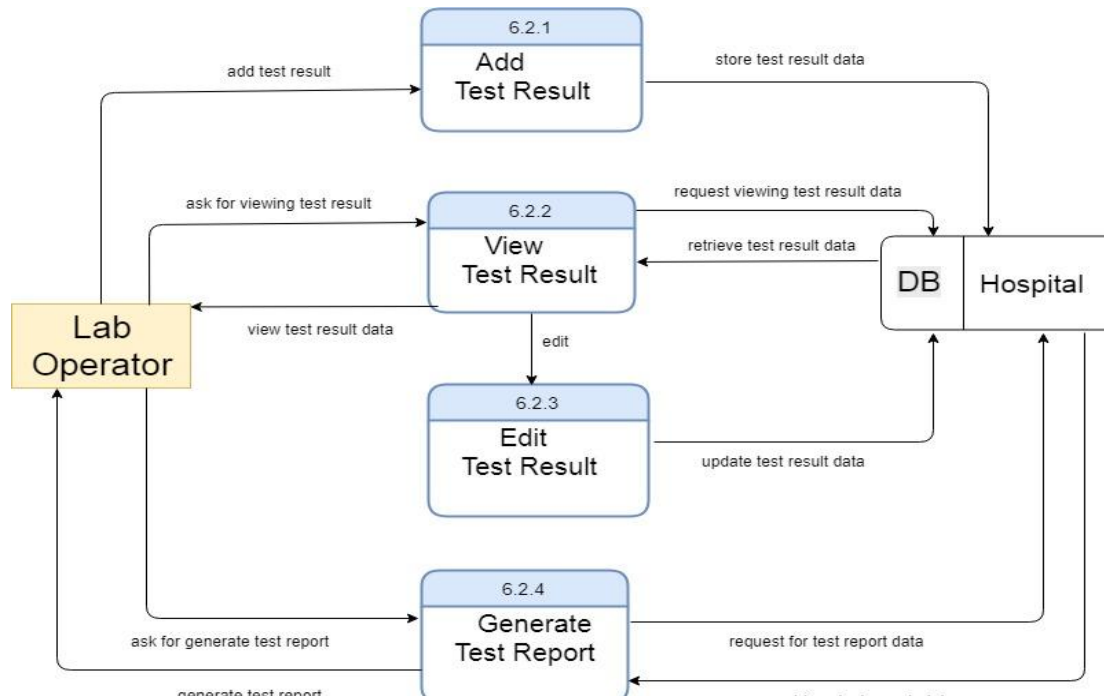 6.2.1
Add
Test Result
add test result
store test result data
ask for viewing test result
6.2.2
View
Test Result
request viewing test result data
retrieve test result data
DB
Hospital
Lab
Operator
view test result data
edit
6.2.3
Edit
Test Result
update test result data
6.2.4
Generate
Test Report
ask for generate test report
request for test report data
generate test report